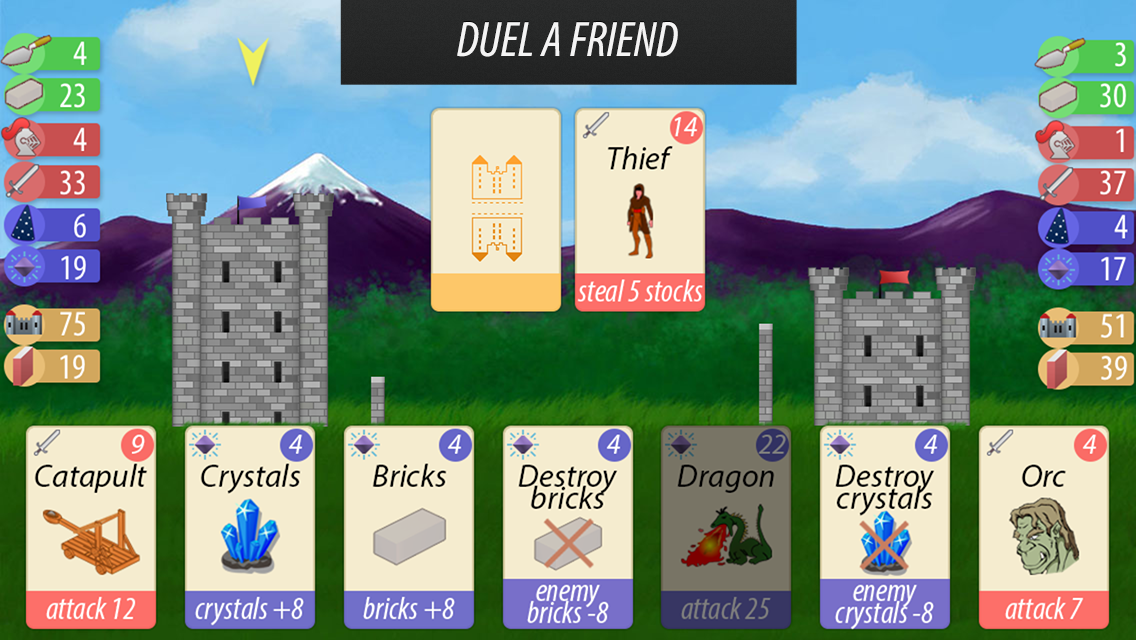 DUEL A FRIEND
4
23
4
33
6
19
75
19
3
30
1
37
4
17
51
39
14
Thief
steal 5 stocks
9
Catapult
attack 12
4
Crystals
crystals +8
4
Bricks
bricks +8
4
Destroy
bricks
enemy
bricks -8
22
Dragon
attack 25
4
Destroy
crystals
enemy
crystals -8
4
Orc
attack 7